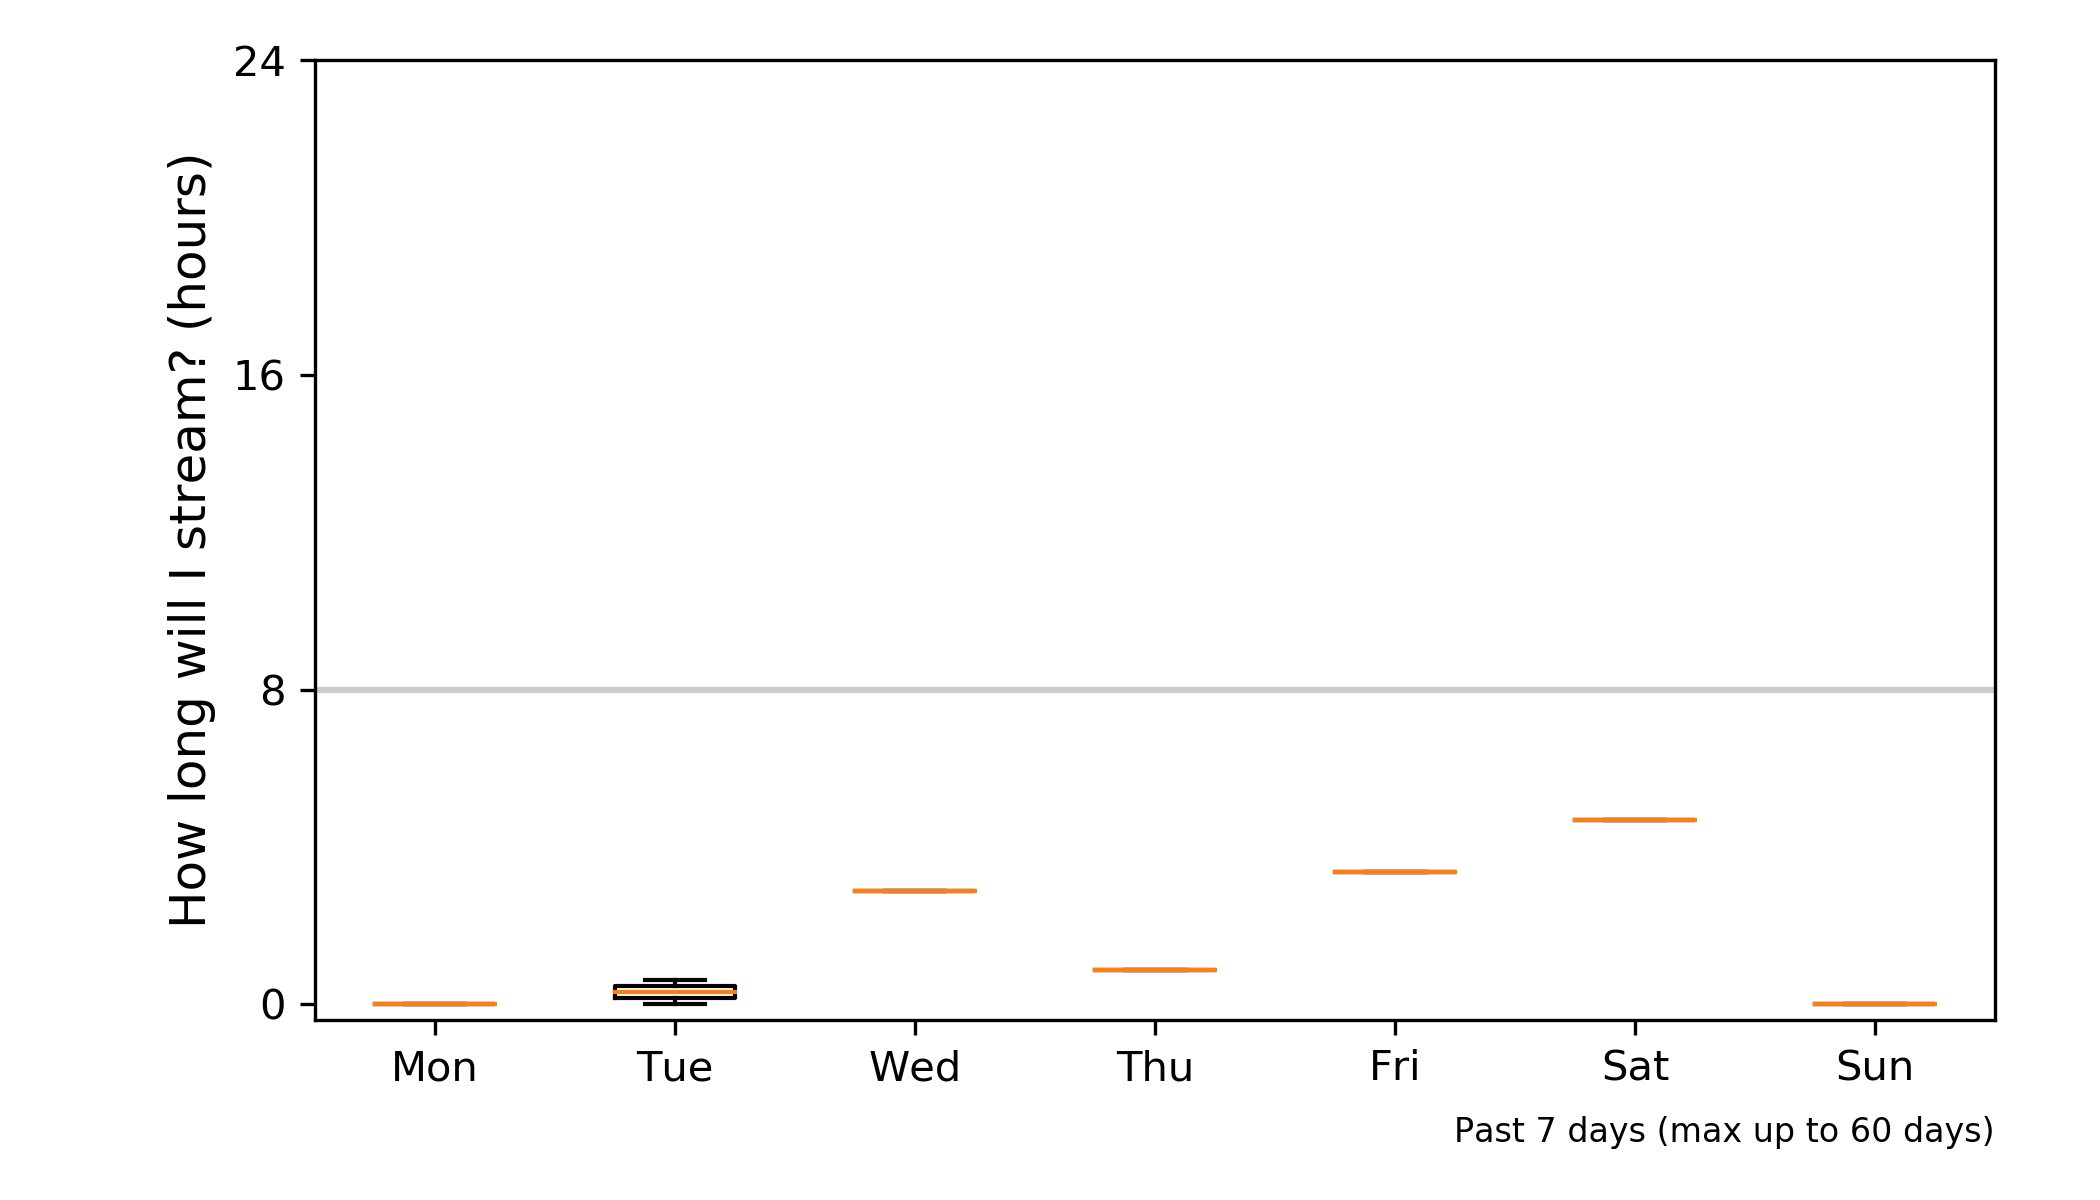 How long will I stream? (hours)
24
16
8
0
Mon Tue Wed Thu Fri Sat Sun
Past 7 days (max up to 60 days)